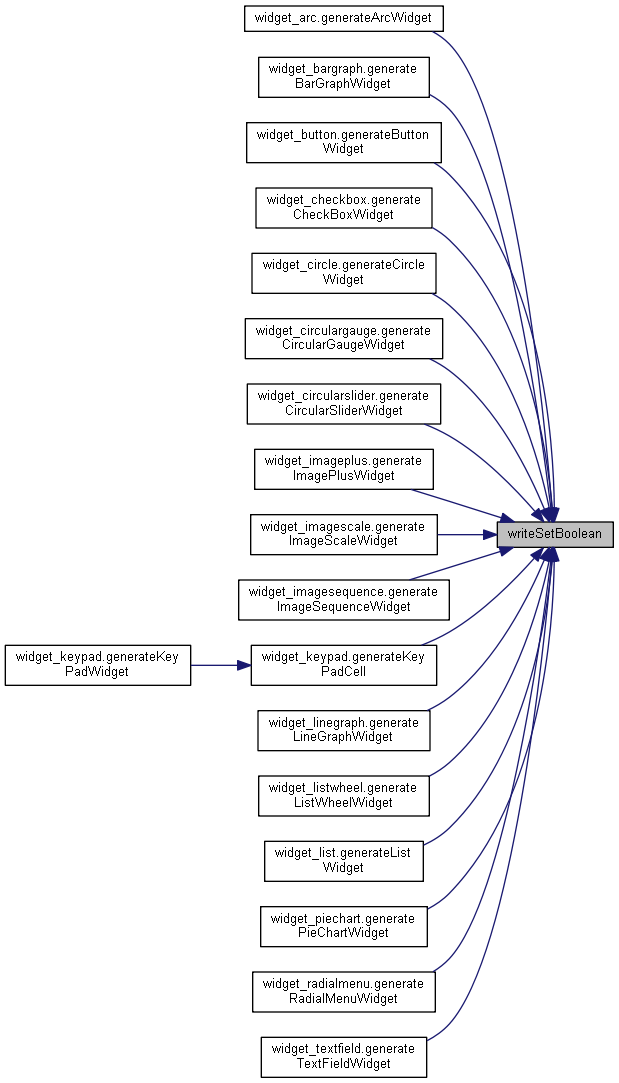 widget_arc.generateArcWidget
widget_bargraph.generate
BarGraphWidget
widget_button.generateButton
Widget
widget_checkbox.generate
CheckBoxWidget
widget_circle.generateCircle
Widget
widget_circulargauge.generate
CircularGaugeWidget
widget_circularslider.generate
CircularSliderWidget
widget_imageplus.generate
ImagePlusWidget
widget_imagescale.generate
ImageScaleWidget
writeSetBoolean
widget_imagesequence.generate
ImageSequenceWidget
widget_keypad.generateKey
PadWidget
widget_keypad.generateKey
PadCell
widget_linegraph.generate
LineGraphWidget
widget_listwheel.generate
ListWheelWidget
widget_list.generateList
Widget
widget_piechart.generate
PieChartWidget
widget_radialmenu.generate
RadialMenuWidget
widget_textfield.generate
TextFieldWidget